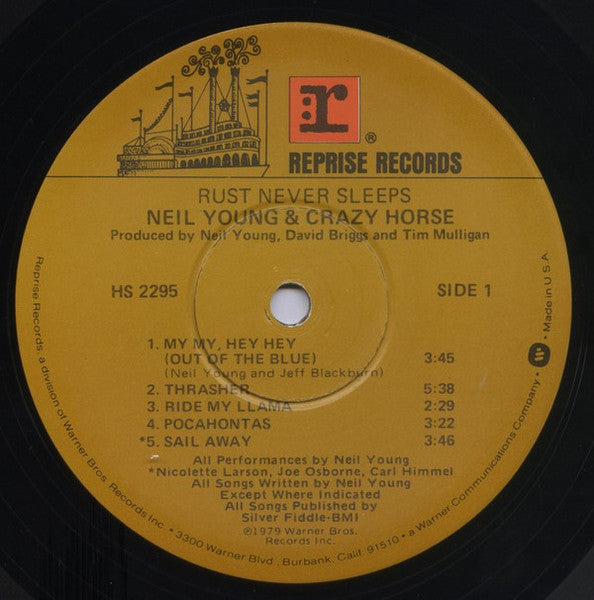 r
®
REPRISE RECORDS
RUST NEVER SLEEPS
NEIL YOUNG & CRAZY HORSE
Produced by Neil Young, David Briggs and Tim Mulligan
HS 2295
SIDE 1
1. MY MY, HEY HEY
(OUT OF THE BLUE) 3:45
(Neil Young and Jeff Blackburn)
2. THRASHER 5:38
3. RIDE MY LLAMA 2:29
4. POCAHONTAS 3:22
*5. SAIL AWAY 3:46
All Performances by Neil Young
*Nicolette Larson, Joe Osborne, Carl Himmel
All Songs Written by Neil Young
Except Where Indicated
All Songs Published by
Silver Fiddle-BMI
℗1979 Warner Bros.
Records Inc.
Reprise Records, a division of Warner Bros. Records Inc. • 3300 Warner Blvd., Burbank, Calif. 91510 • a Warner Communications Company • W • Made in U.S.A.